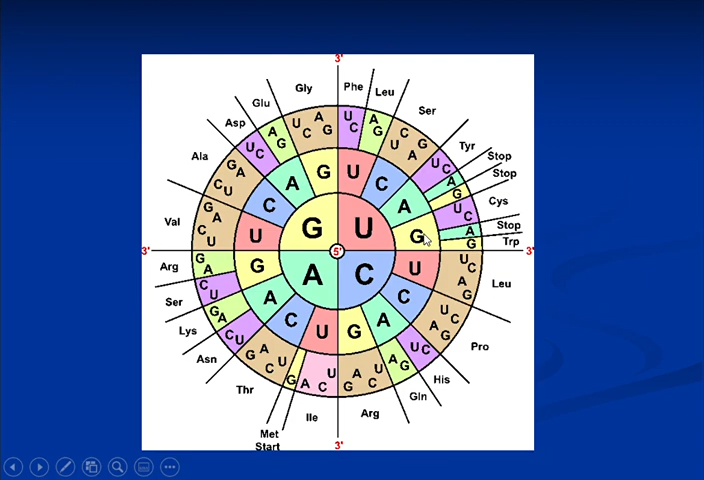 3'
Gly
Phe
Leu
Ser
Tyr
Stop
Stop
Cys
Stop
Trp
3'
Leu
Pro
His
Gln
Arg
3'
Ile
Met
Start
Thr
Asn
Lys
Ser
Arg
3'
Val
Ala
Asp
Glu
U C
A G
U C A G
U C
A
G
U C
A
G
U C A G
U C A G
U C
A G
U C A G
U C A
G
U C A G
U C
A G
U C
A G
U C A G
U C A G
U C
A G
U C A G
U
C
A
G
U
C
A
G
U
C
A
G
U
C
A
G
G U
A C
5'